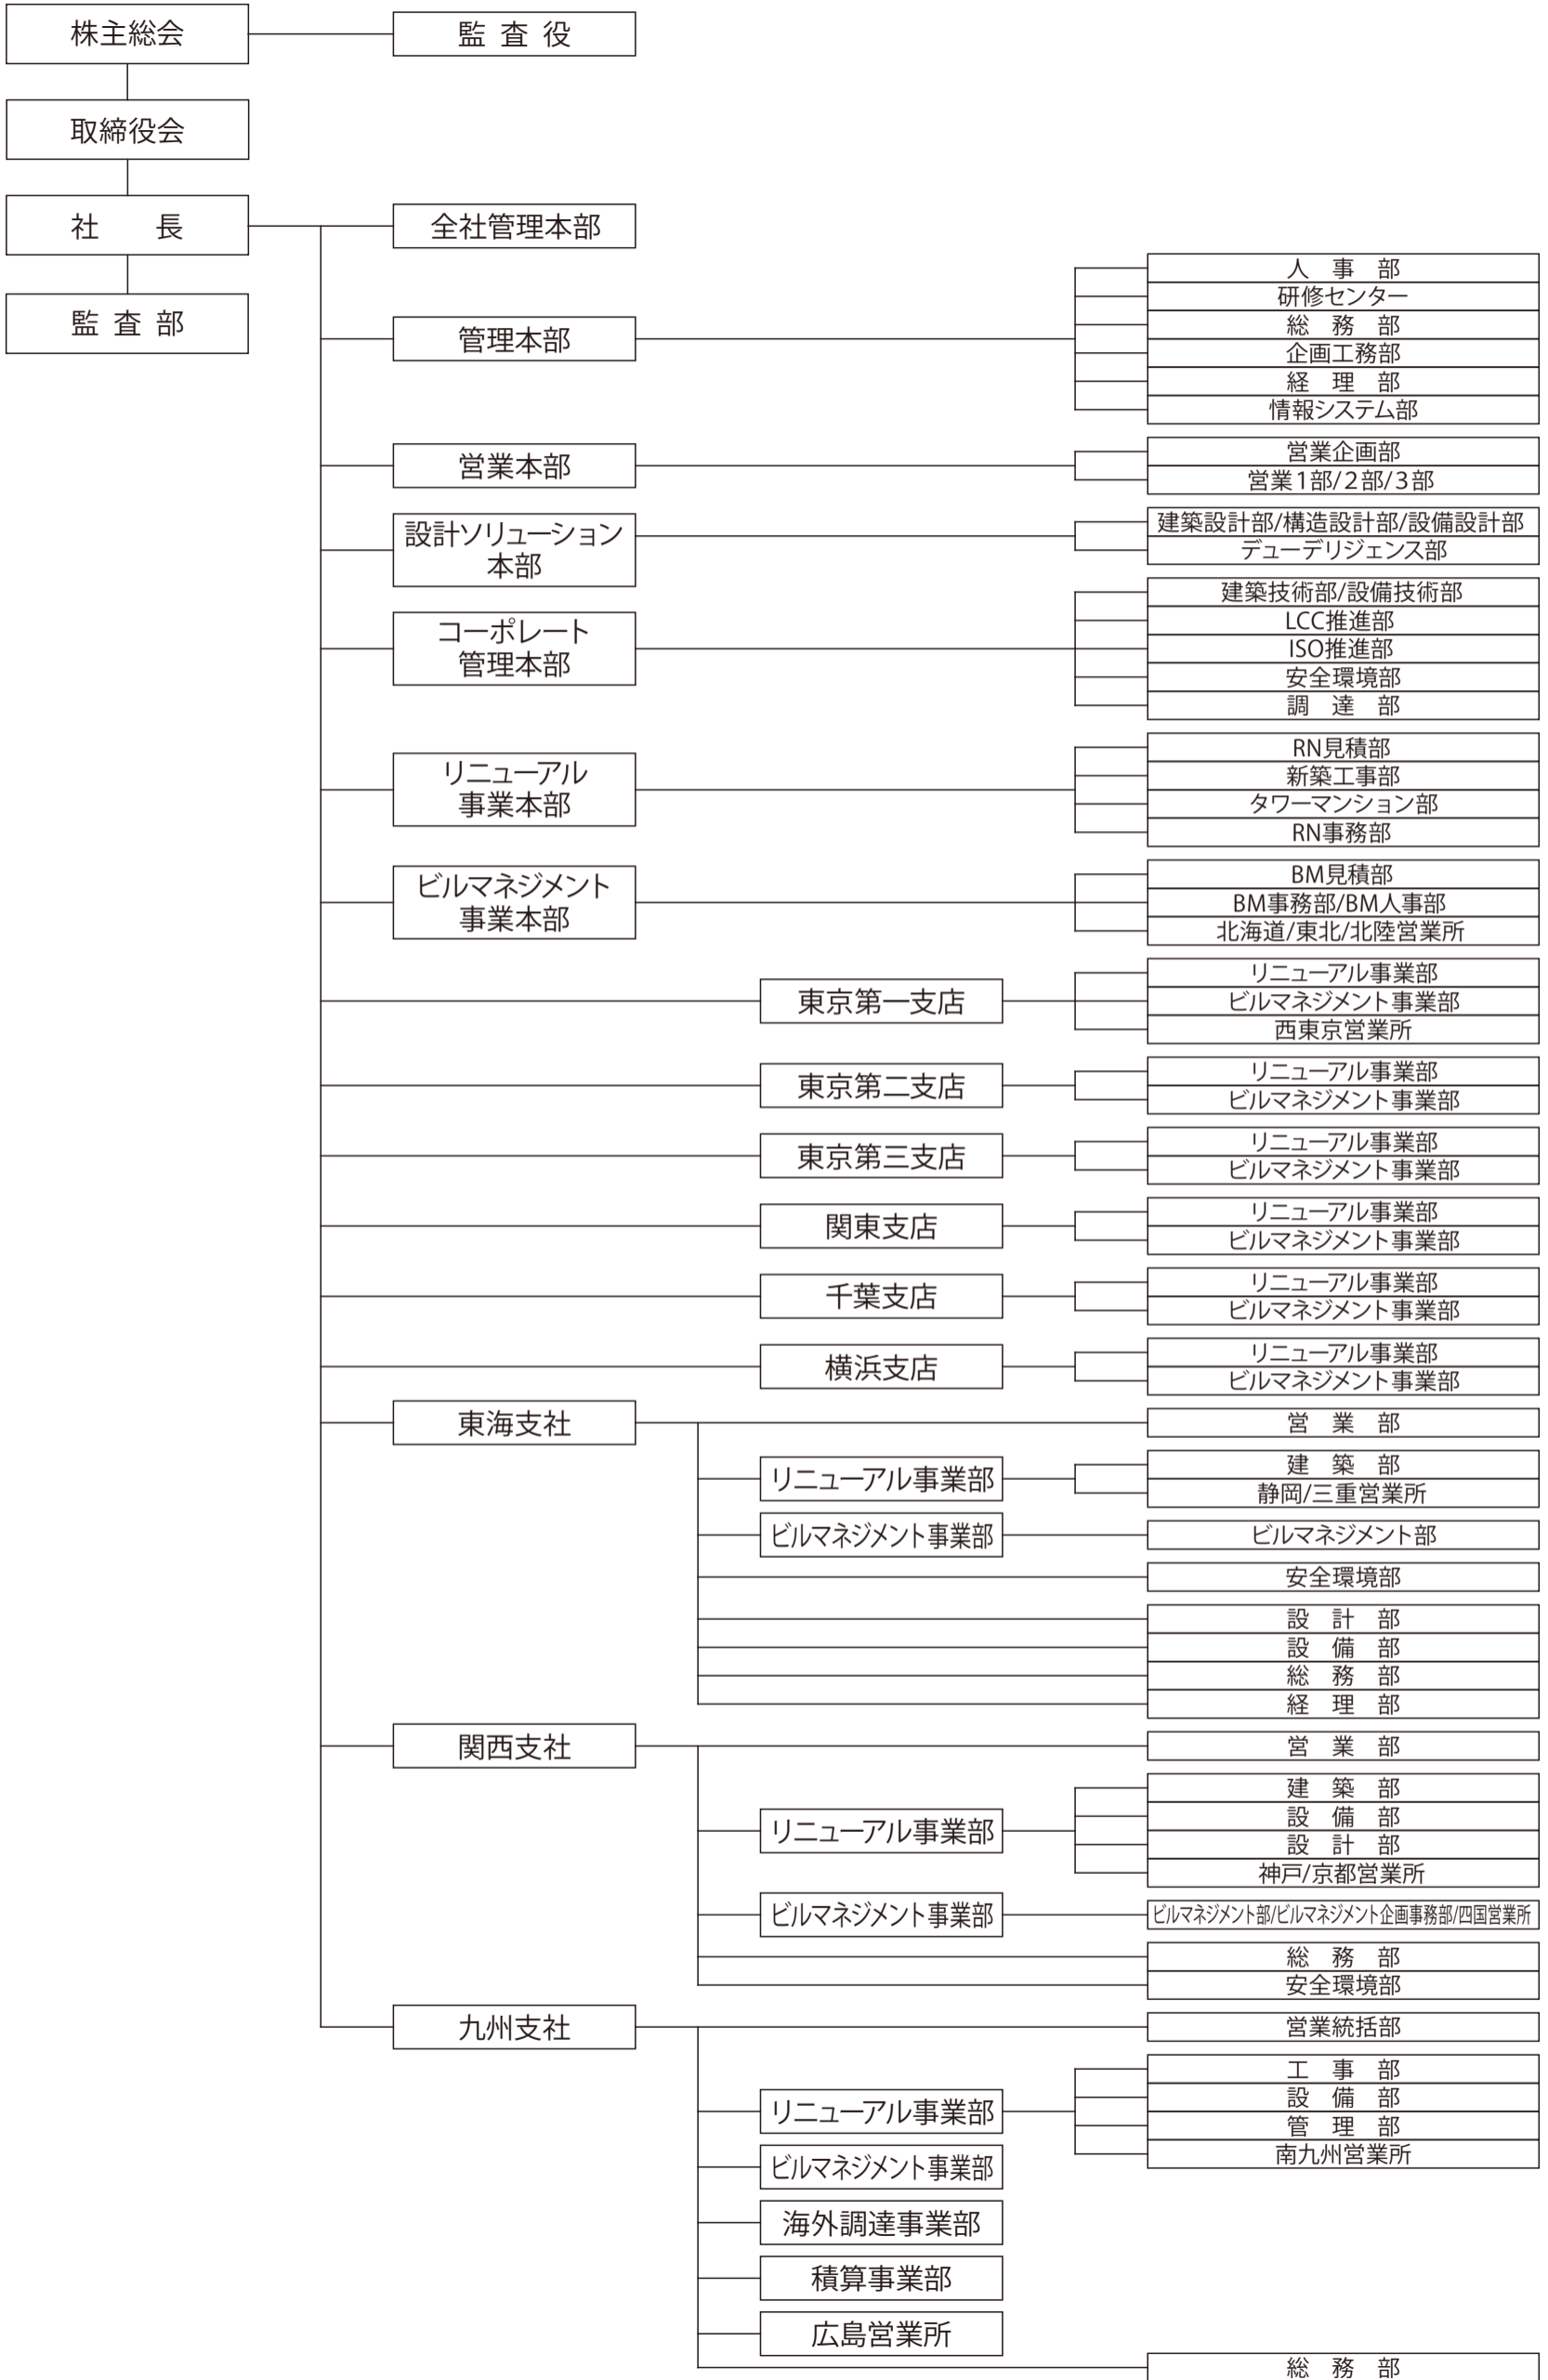 株主総会
監 査 役
取締役会
社　　長
監 査 部
全社管理本部
管理本部
人　事　部
研修センター
総　務　部
企画工務部
経　理　部
情報システム部
営業本部
営業企画部
営業1部/2部/3部
設計ソリューション
本部
建築設計部/構造設計部/設備設計部
デューデリジェンス部
コーポレート
管理本部
建築技術部/設備技術部
LCC推進部
ISO推進部
安全環境部
調　達　部
リニューアル
事業本部
RN見積部
新築工事部
タワーマンション部
RN事務部
ビルマネジメント
事業本部
BM見積部
BM事務部/BM人事部
北海道/東北/北陸営業所
東京第一支店
リニューアル事業部
ビルマネジメント事業部
西東京営業所
東京第二支店
リニューアル事業部
ビルマネジメント事業部
東京第三支店
リニューアル事業部
ビルマネジメント事業部
関東支店
リニューアル事業部
ビルマネジメント事業部
千葉支店
リニューアル事業部
ビルマネジメント事業部
横浜支店
リニューアル事業部
ビルマネジメント事業部
東海支社
営　業　部
リニューアル事業部
建　築　部
静岡/三重営業所
ビルマネジメント事業部
ビルマネジメント部
安全環境部
設　計　部
設　備　部
総　務　部
経　理　部
関西支社
営　業　部
リニューアル事業部
建　築　部
設　備　部
設　計　部
神戸/京都営業所
ビルマネジメント事業部
ビルマネジメント部/ビルマネジメント企画事務部/四国営業所
総　務　部
安全環境部
九州支社
営業統括部
リニューアル事業部
工　事　部
設　備　部
管　理　部
南九州営業所
ビルマネジメント事業部
海外調達事業部
積算事業部
広島営業所
総　務　部